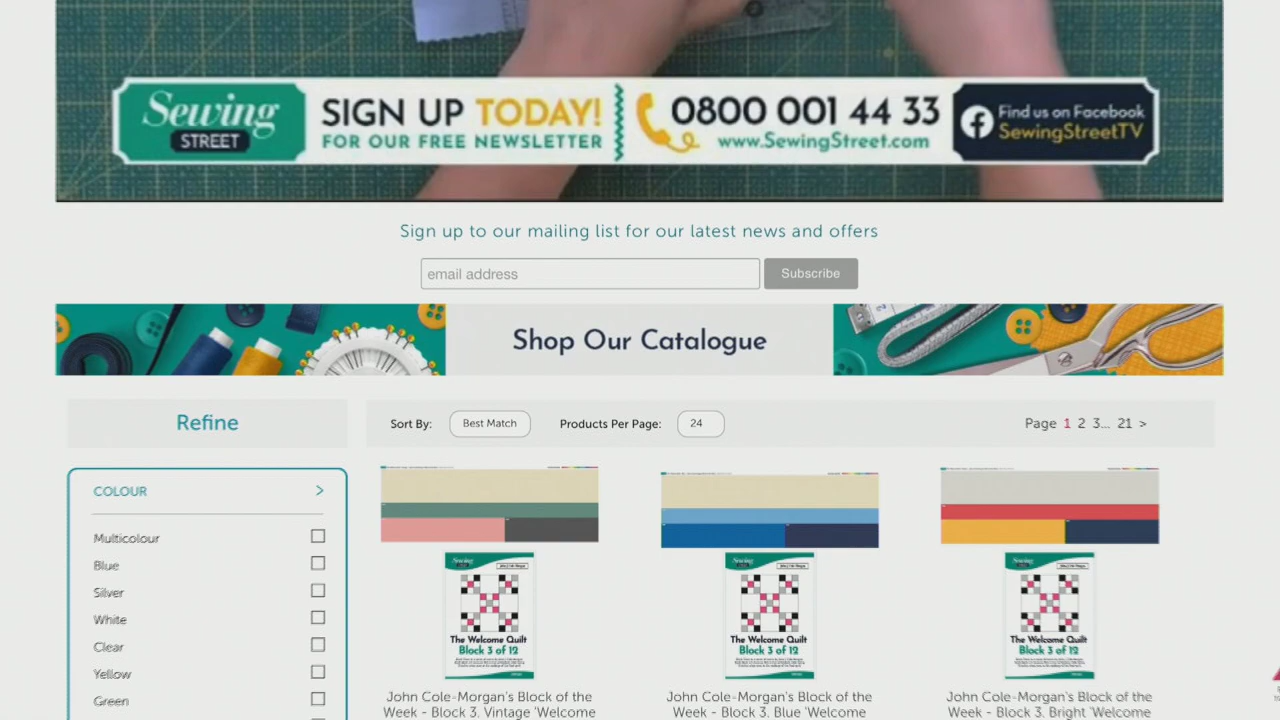 Sewing
STREET
SIGN UP TODAY!
FOR OUR FREE NEWSLETTER
0800 001 44 33
www.SewingStreet.com
Find us on Facebook
SewingStreetTV
Sign up to our mailing list for our latest news and offers
email address
Subscribe
Shop Our Catalogue
Refine
Sort By:
Best Match
Products Per Page:
24
Page 1 2 3... 21 >
COLOUR >
Multicolour
Blue
Silver
White
Clear
Yellow
Green
Sewing
The Welcome Quilt
Block 3 of 12
John Cole-Morgan's Block of the
Week - Block 3. Vintage 'Welcome
Sewing
The Welcome Quilt
Block 3 of 12
John Cole-Morgan's Block of the
Week - Block 3. Blue 'Welcome
Sewing
The Welcome Quilt
Block 3 of 12
John Cole-Morgan's Block of the
Week - Block 3. Bright 'Welcome